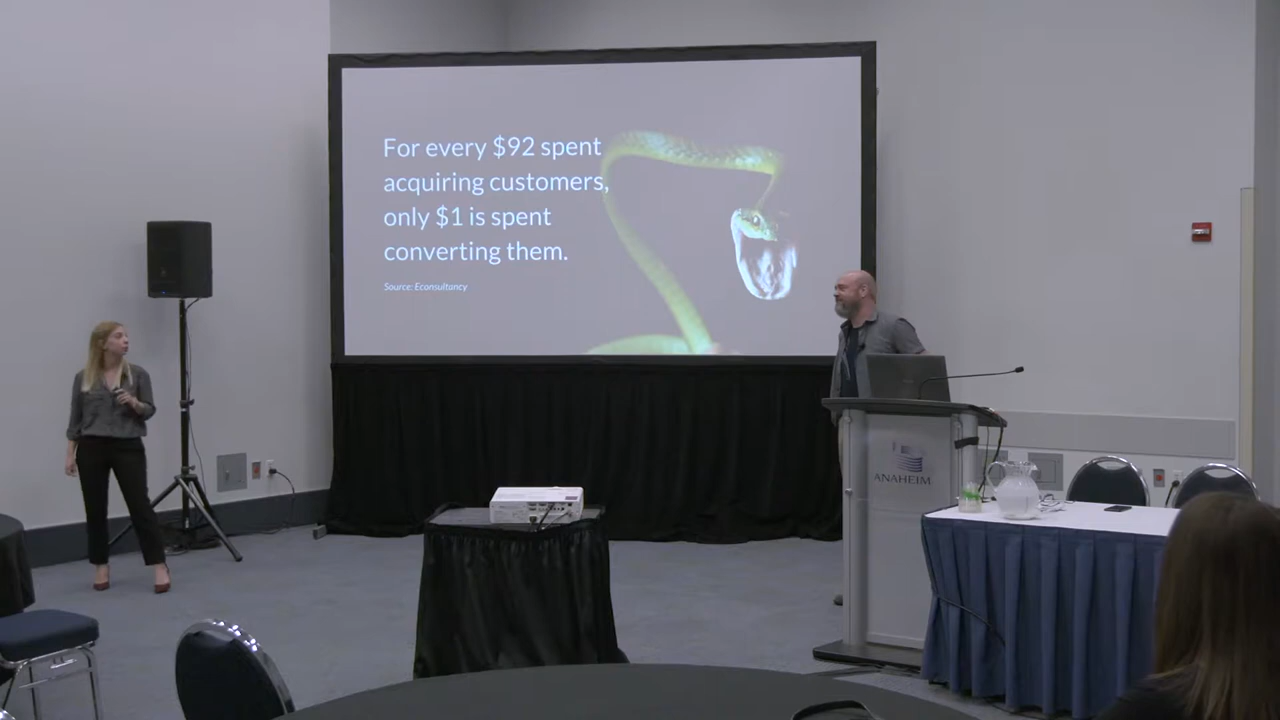 For every $92 spent
acquiring customers,
only $1 is spent
converting them.
Source: Econsultancy
ANAHEIM